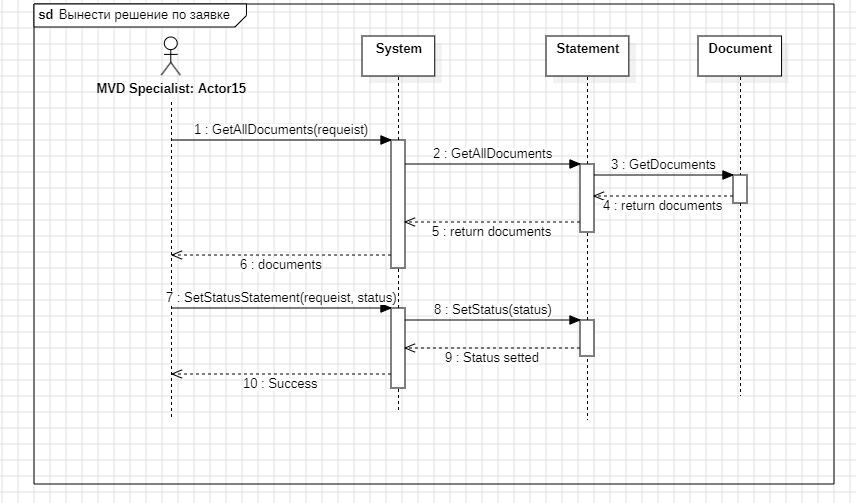 sd Вынести решение по заявке
System
Statement
Document
MVD Specialist: Actor15
1 : GetAllDocuments(requeist)
2 : GetAllDocuments
3 : GetDocuments
4 : return documents
5 : return documents
6 : documents
7 : SetStatusStatement(requeist, status)
8 : SetStatus(status)
9 : Status setted
10 : Success